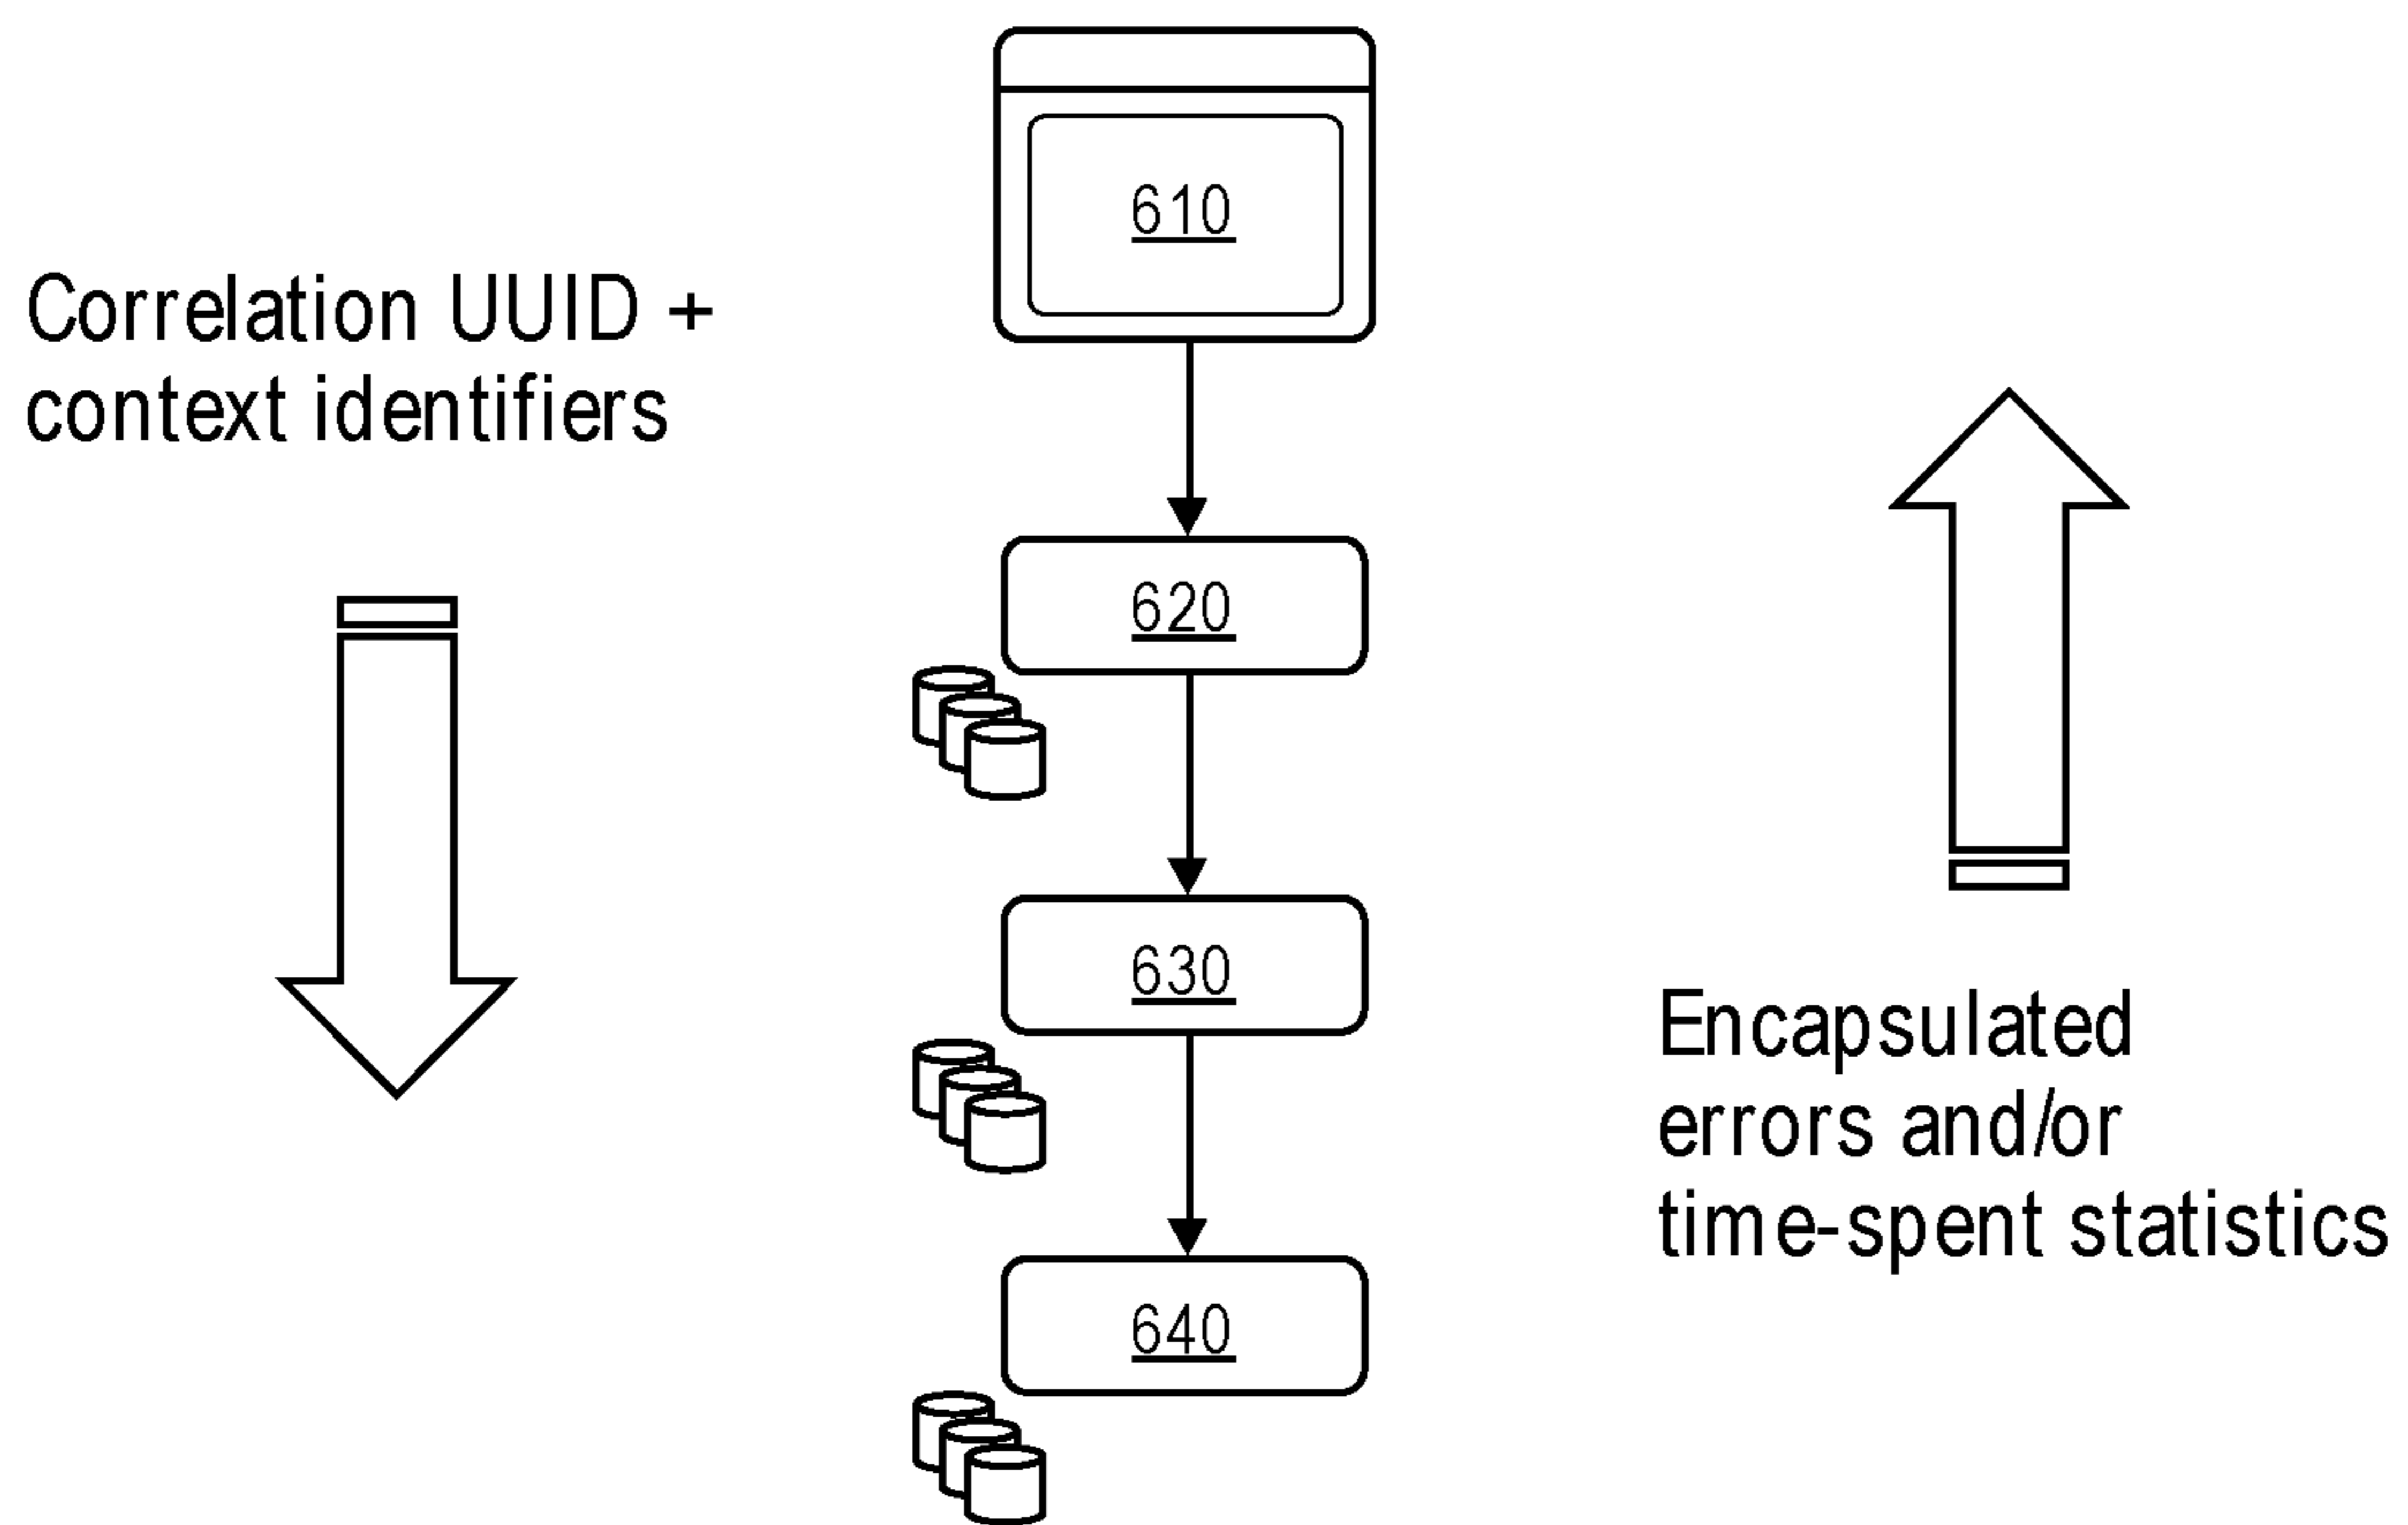 610
Correlation UUID +
context identifiers
620
630
Encapsulated
errors and/or
time-spent statistics
640